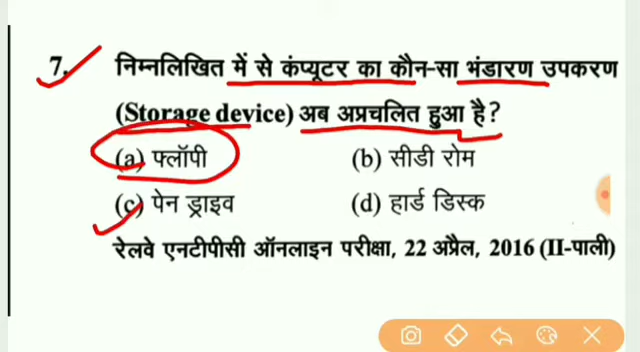 7. निम्नलिखित में से कंप्यूटर का कौन-सा भंडारण उपकरण
(Storage device) अब अप्रचलित हुआ है?
(a) फ्लॉपी (b) सीडी रोम
(c) पेन ड्राइव (d) हार्ड डिस्क
रेलवे एनटीपीसी ऑनलाइन परीक्षा, 22 अप्रैल, 2016 (II-पाली)